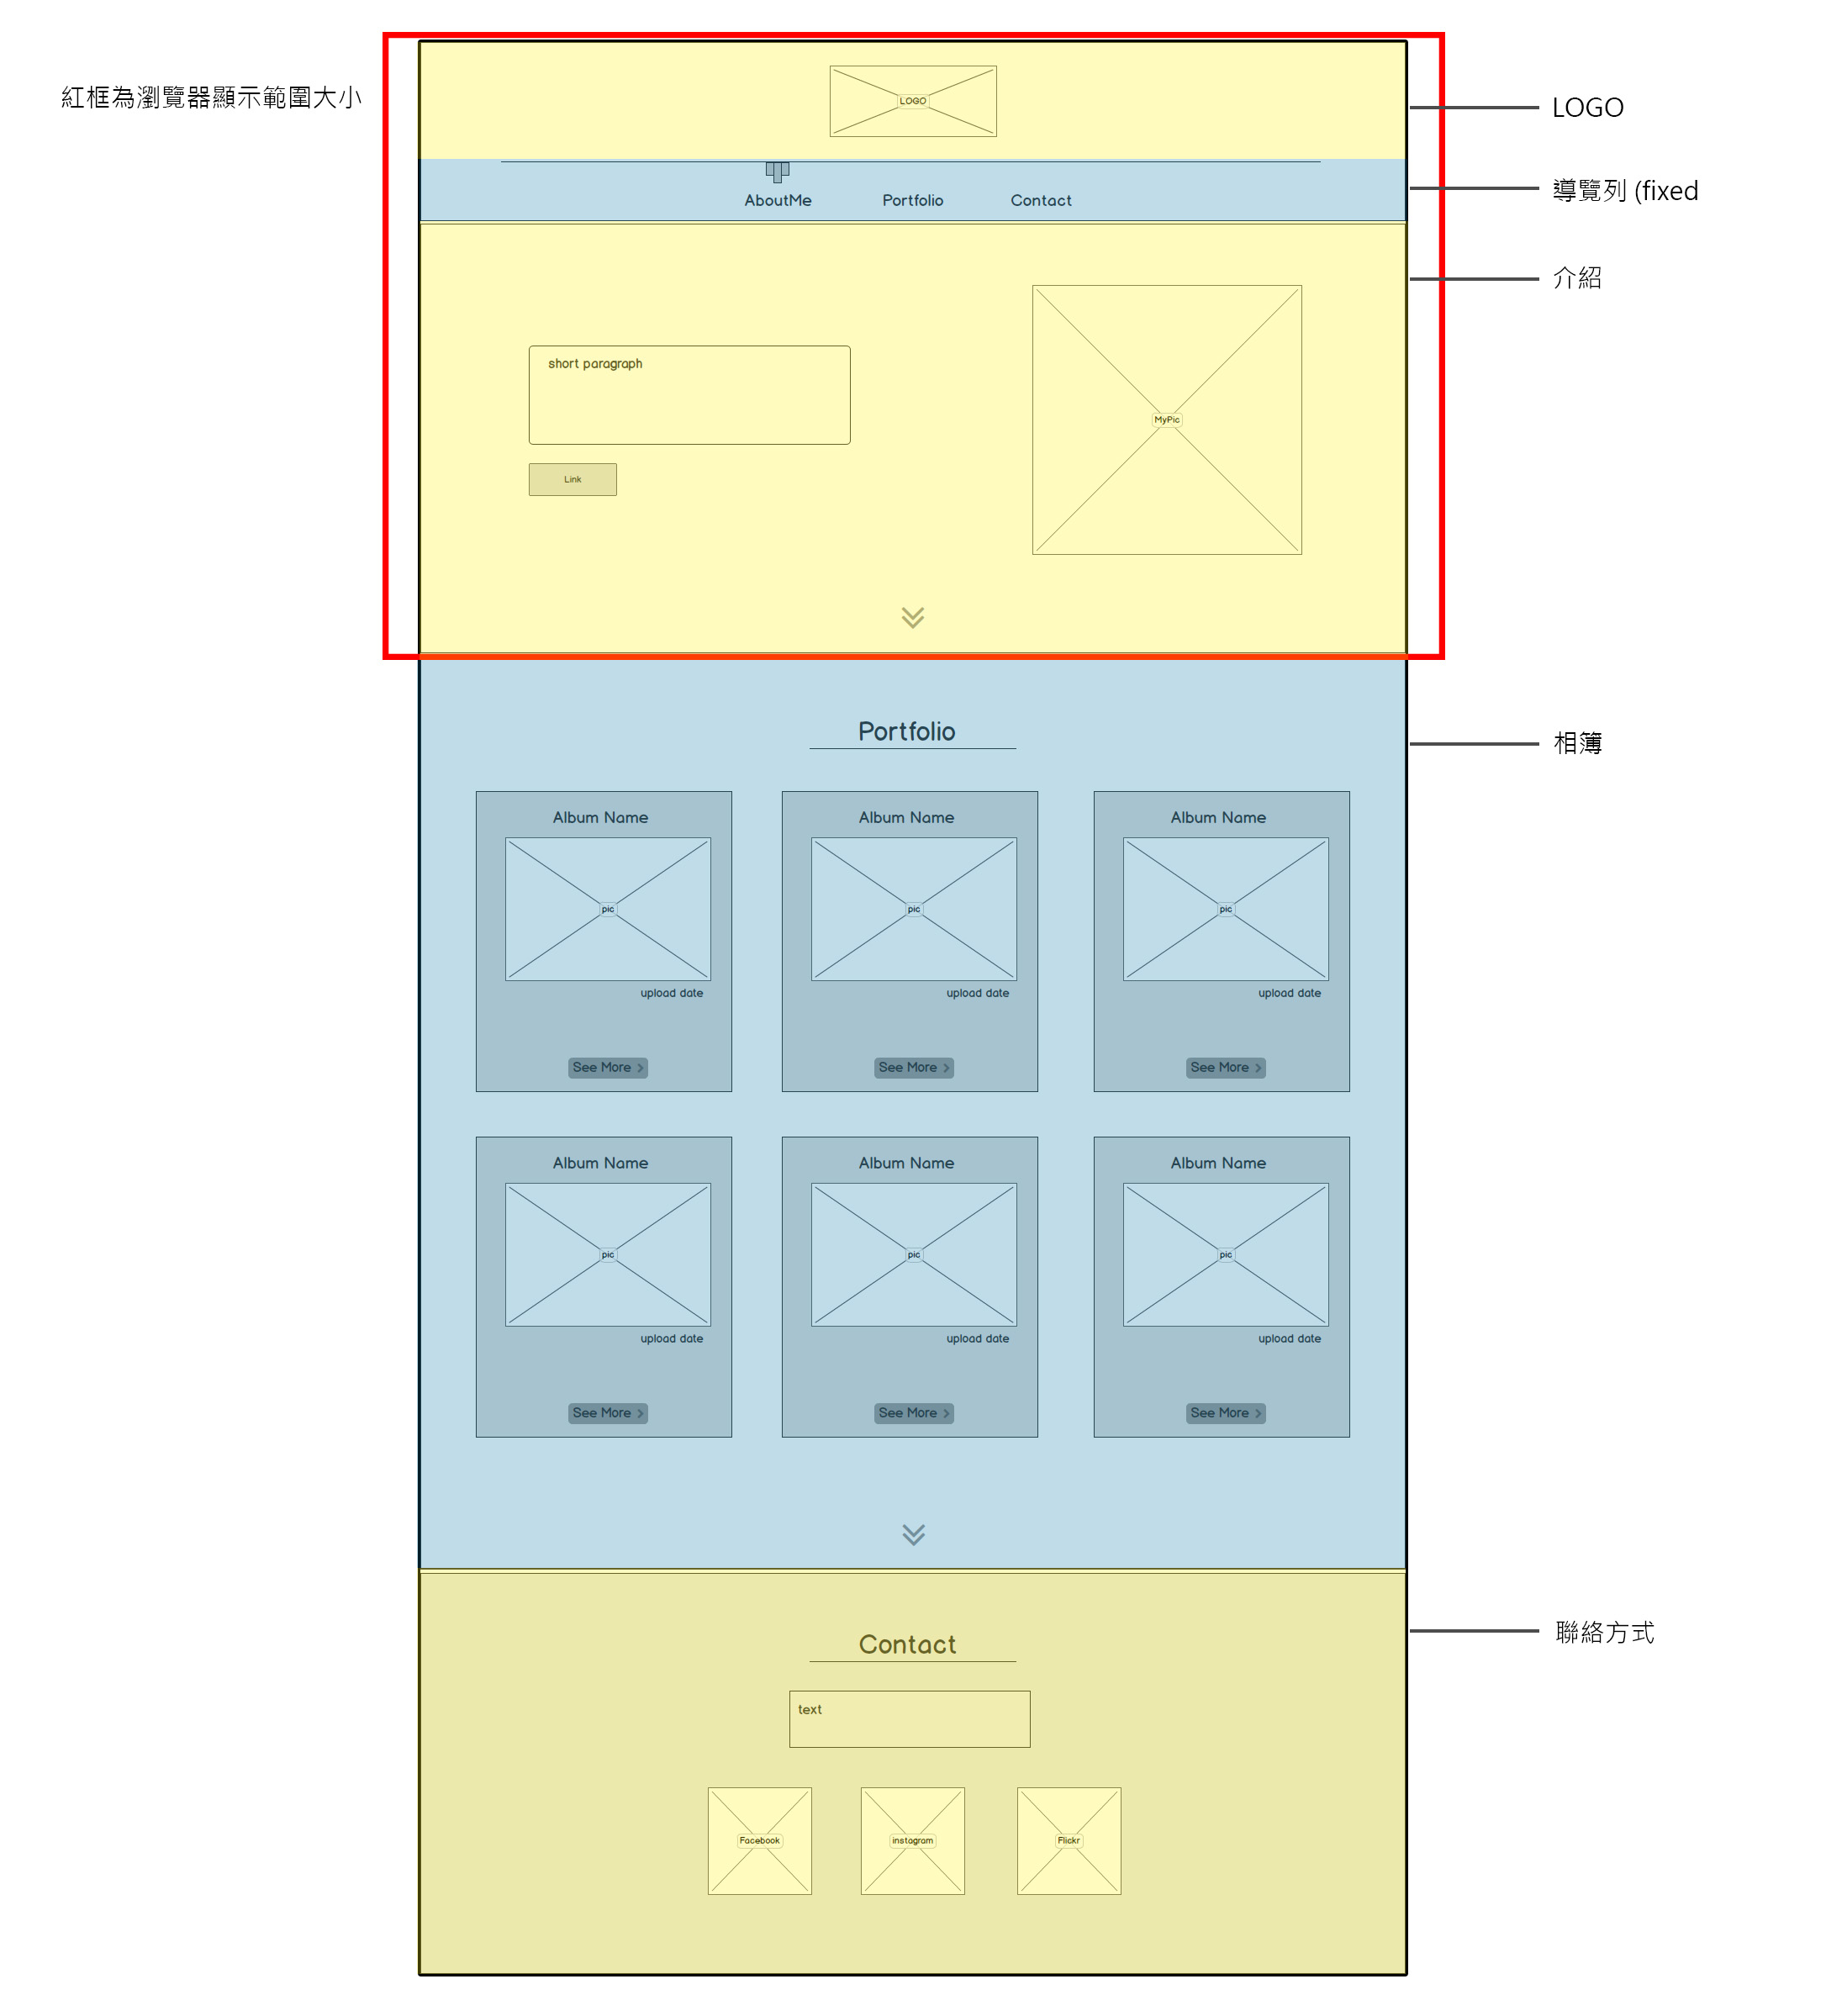 紅框為瀏覽器顯示範圍大小
LOGO
LOGO
導覽列 (fixed
AboutMe Portfolio Contact
介紹
short paragraph
MyPic
Link
相簿
Portfolio
Album Name Album Name Album Name
pic pic pic
upload date upload date upload date
See More See More See More
Album Name Album Name Album Name
pic pic pic
upload date upload date upload date
See More See More See More
聯絡方式
Contact
text
Facebook instagram Flickr